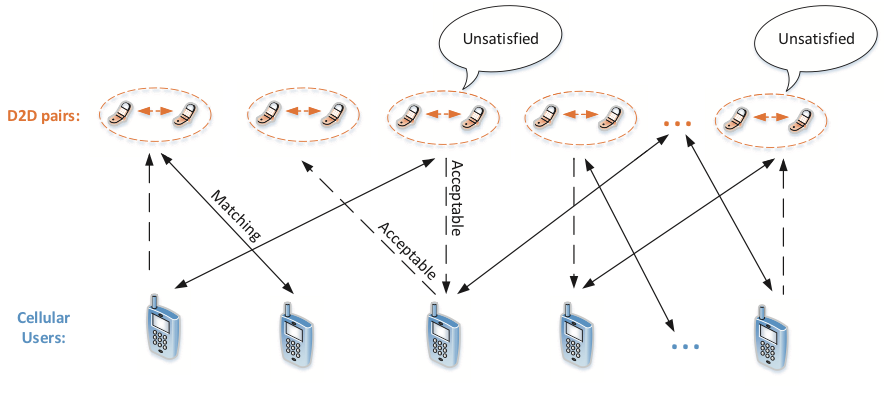 Unsatisfied
Unsatisfied
D2D pairs:
Matching
Acceptable
Acceptable
Cellular
Users: